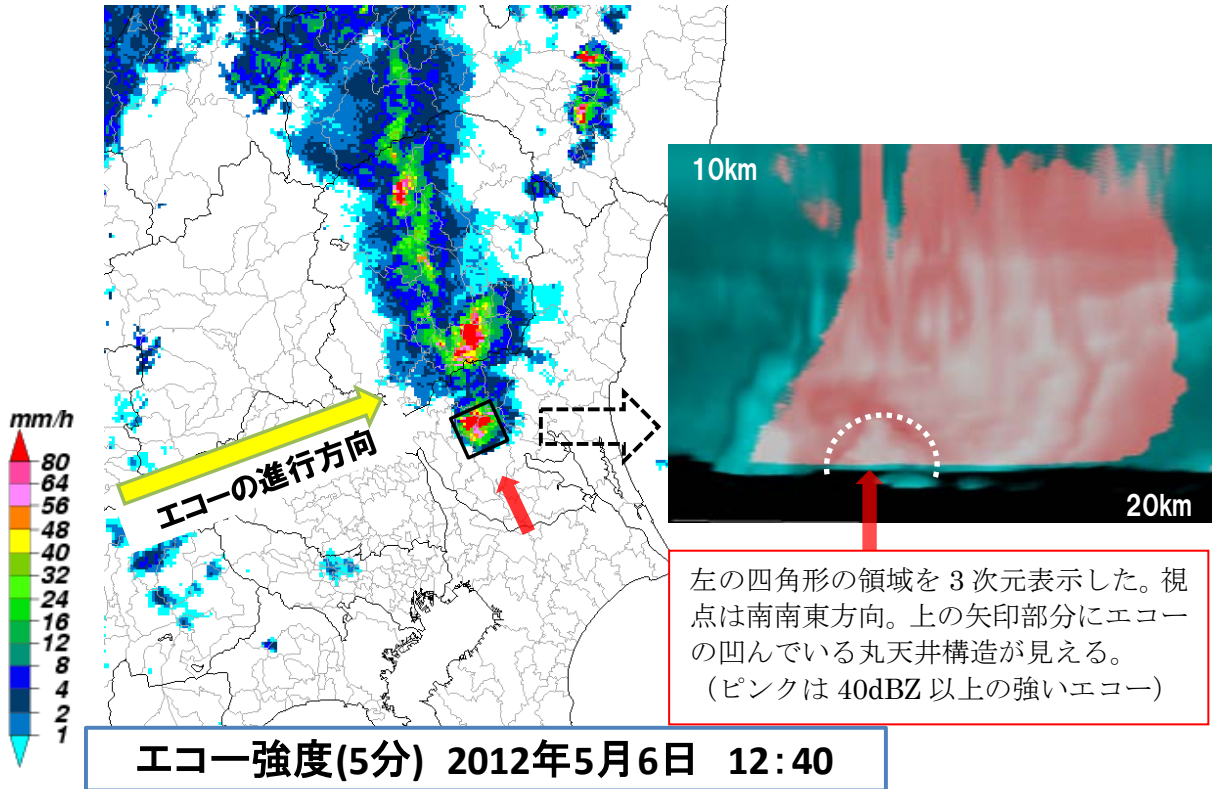 10km
20km
エコーの進行方向
mm/h
80
64
56
48
40
32
24
16
12
8
4
2
1
左の四角形の領域を 3 次元表示した。視
点は南南東方向。上の矢印部分にエコー
の凹んでいる丸天井構造が見える。
（ピンクは 40dBZ 以上の強いエコー）
エコー強度(5分) 2012年5月6日 12:40